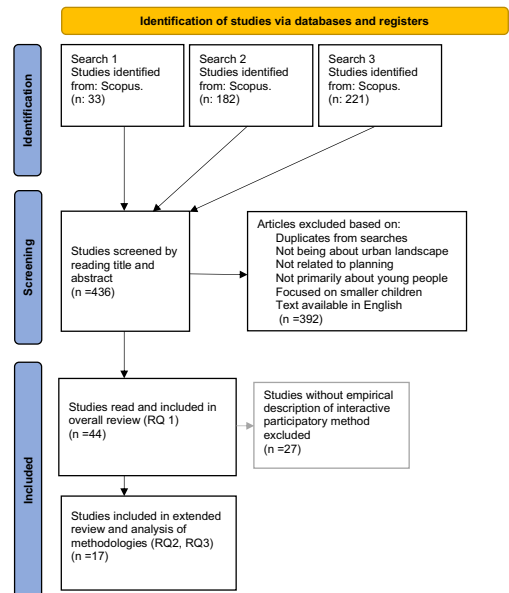 Identification of studies via databases and registers
Identification
Search 1
Studies identified
from: Scopus.
(n: 33)
Search 2
Studies identified
from: Scopus.
(n: 182)
Search 3
Studies identified
from: Scopus.
(n: 221)
Screening
Studies screened by
reading title and
abstract
(n =436)
Articles excluded based on:
Duplicates from searches
Not being about urban landscape
Not related to planning
Not primarily about young people
Focused on smaller children
Text available in English
(n =392)
Included
Studies read and included in
overall review (RQ 1)
(n =44)
Studies without empirical
description of interactive
participatory method
excluded
(n =27)
Studies included in extended
review and analysis of
methodologies (RQ2, RQ3)
(n =17)